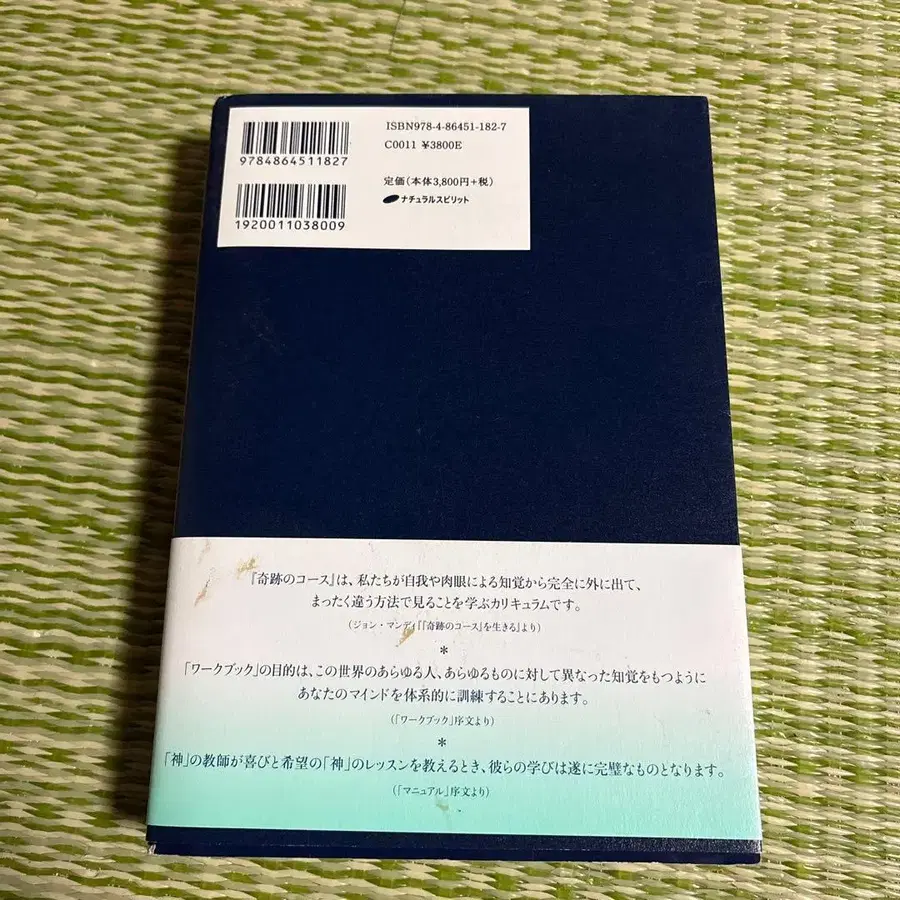 ISBN978-4-86451-182-7
C0011 ¥3800E
9784864511827
定価(本体3,800円+税)
ナチュラルスピリット
1920011038009
『奇跡のコース』は、私たちが自我や肉眼による知覚から完全に外に出て、
まったく違う方法で見ることを学ぶカリキュラムです。
(ジョン・マンディ『『奇跡のコース』を生きる』より)
*
「ワークブック」の目的は、この世界のあらゆる人、あらゆるものに対して異なった知覚をもつように
あなたのマインドを体系的に訓練することにあります。
(「ワークブック」序文より)
*
「神」の教師が喜びと希望の「神」のレッスンを教えるとき、彼らの学びは遂に完璧なものとなります。
(「マニュアル」序文より)